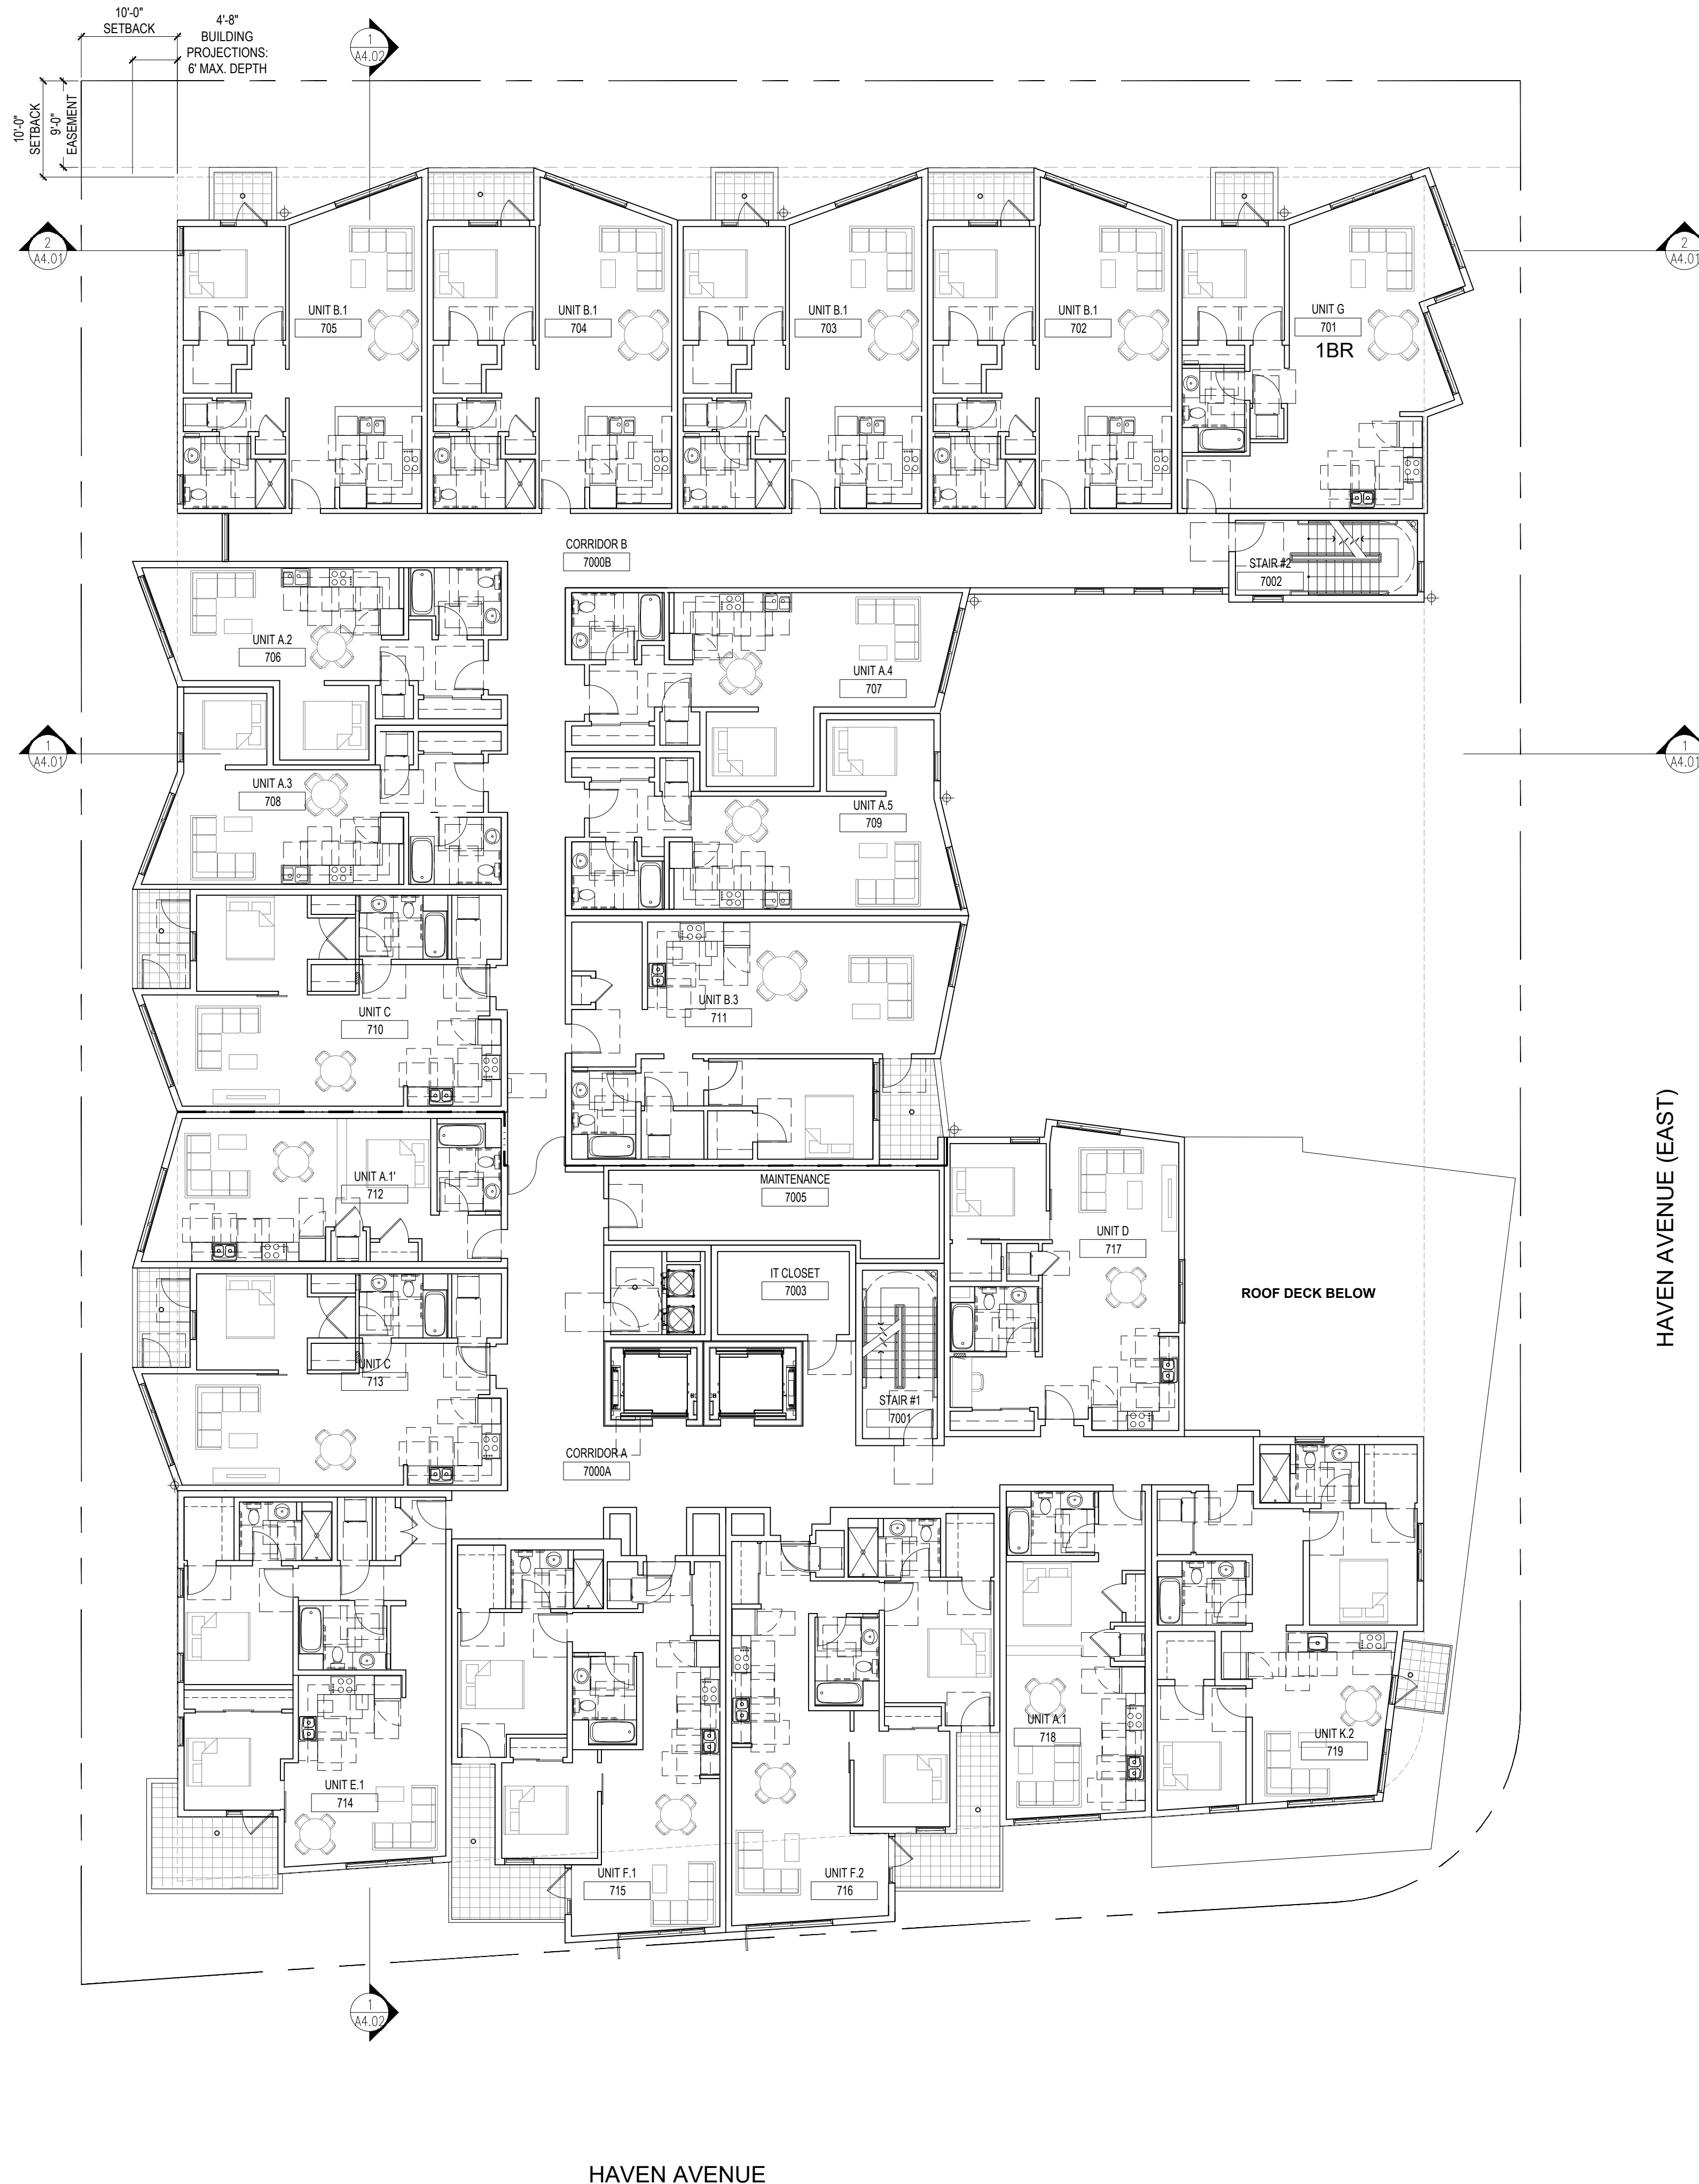 10'-0"
SETBACK
4'-8"
BUILDING
PROJECTIONS:
6' MAX. DEPTH
1
A4.02
10'-0"
SETBACK
9'-0"
EASEMENT
2
A4.01
2
A4.01
UNIT B.1
705
UNIT B.1
704
UNIT B.1
703
UNIT B.1
702
UNIT G
701
1BR
CORRIDOR B
7000B
STAIR #2
7002
UNIT A.2
706
UNIT A.4
707
1
A4.01
1
A4.01
UNIT A.3
708
UNIT A.5
709
UNIT C
710
UNIT B.3
711
HAVEN AVENUE (EAST)
UNIT A.1'
712
MAINTENANCE
7005
UNIT D
717
IT CLOSET
7003
ROOF DECK BELOW
UNIT C
713
STAIR #1
7001
CORRIDOR A
7000A
UNIT E.1
714
UNIT F.1
715
UNIT F.2
716
UNIT A.1
718
UNIT K.2
719
1
A4.02
HAVEN AVENUE